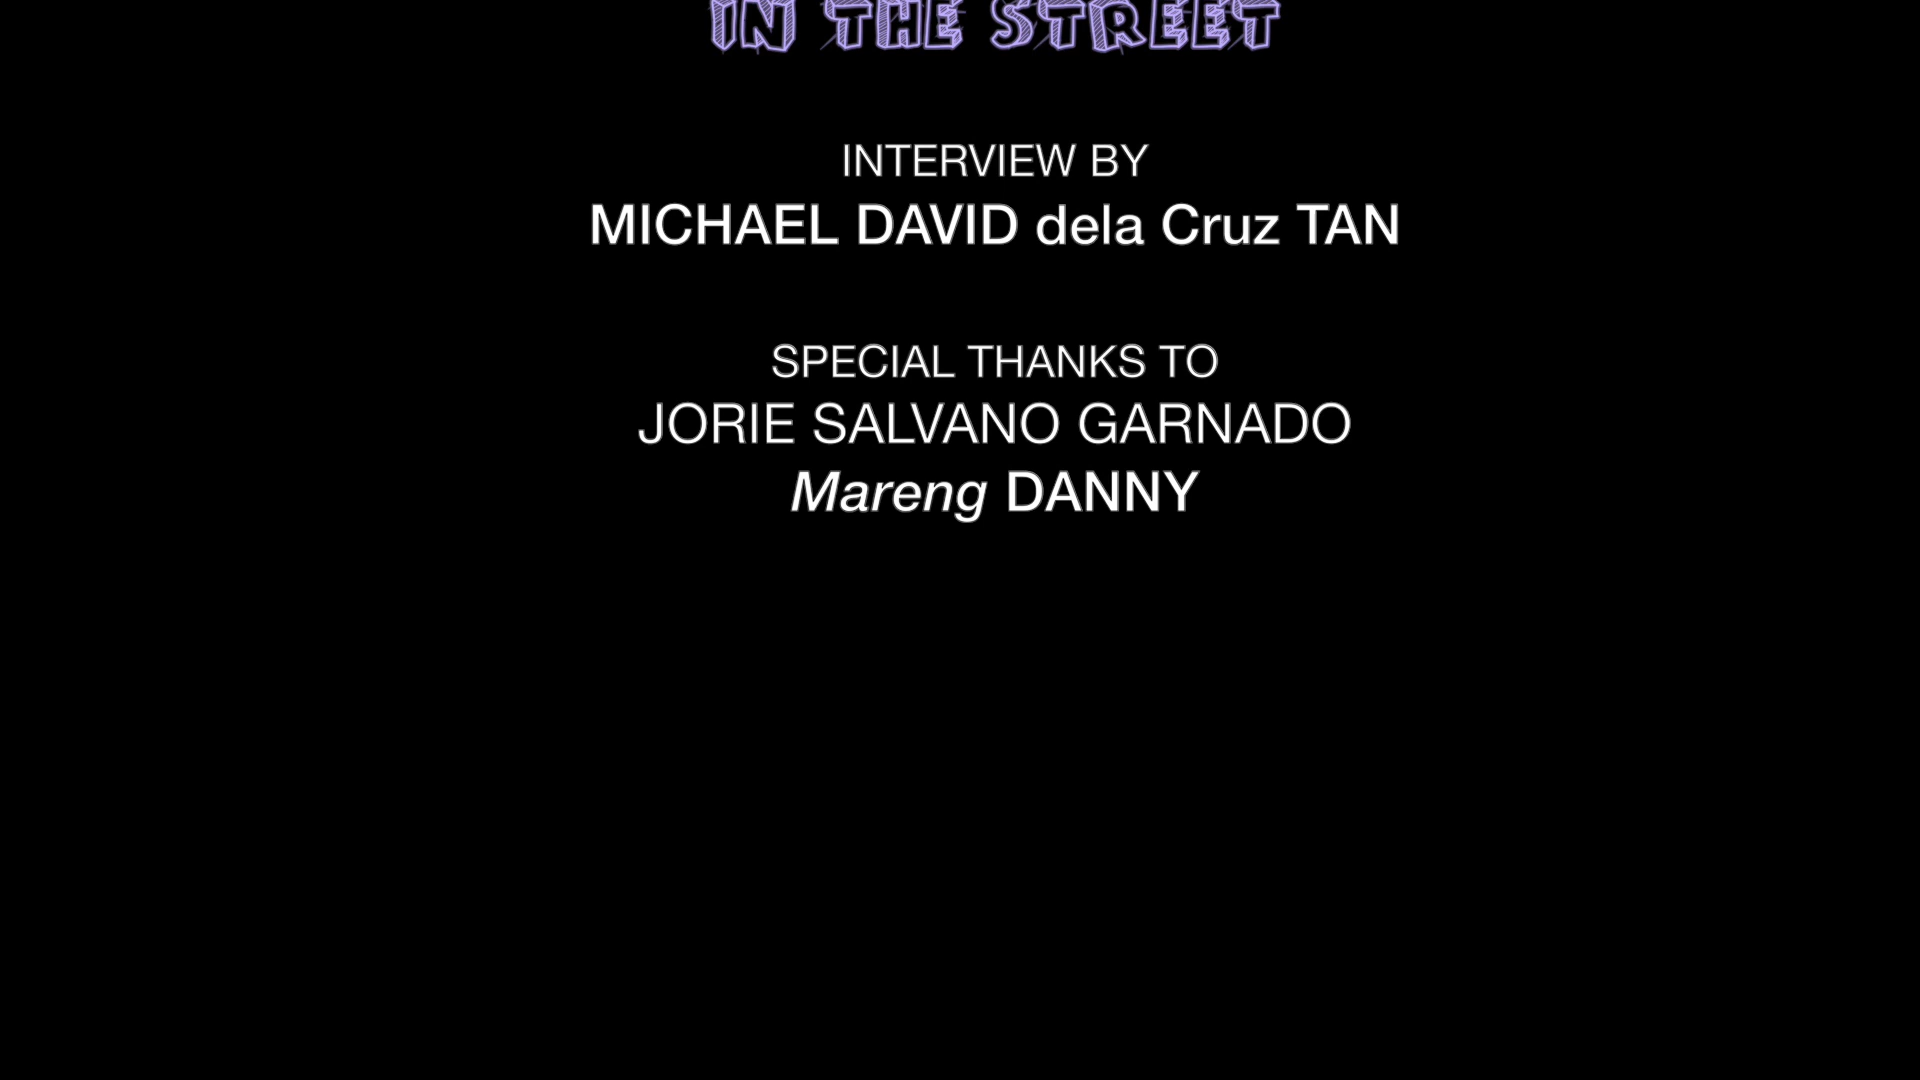 IN THE STREET
INTERVIEW BY
MICHAEL DAVID dela Cruz TAN
SPECIAL THANKS TO
JORIE SALVANO GARNADO
Mareng DANNY